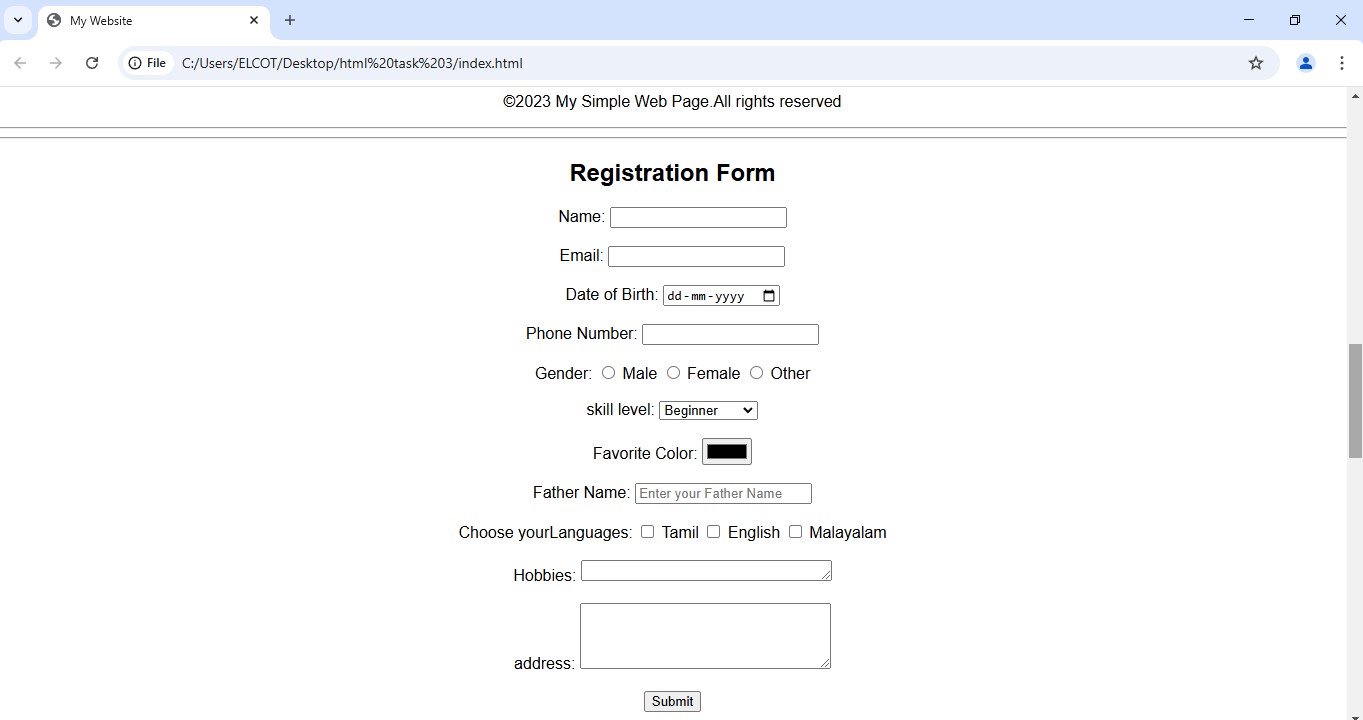 My Website
File C:/Users/ELCOT/Desktop/html%20task%203/index.html
©2023 My Simple Web Page.All rights reserved
Registration Form
Name:
Email:
Date of Birth: dd-mm-yyyy
Phone Number:
Gender: Male Female Other
skill level: Beginner
Favorite Color:
Father Name: Enter your Father Name
Choose yourLanguages: Tamil English Malayalam
Hobbies:
address:
Submit